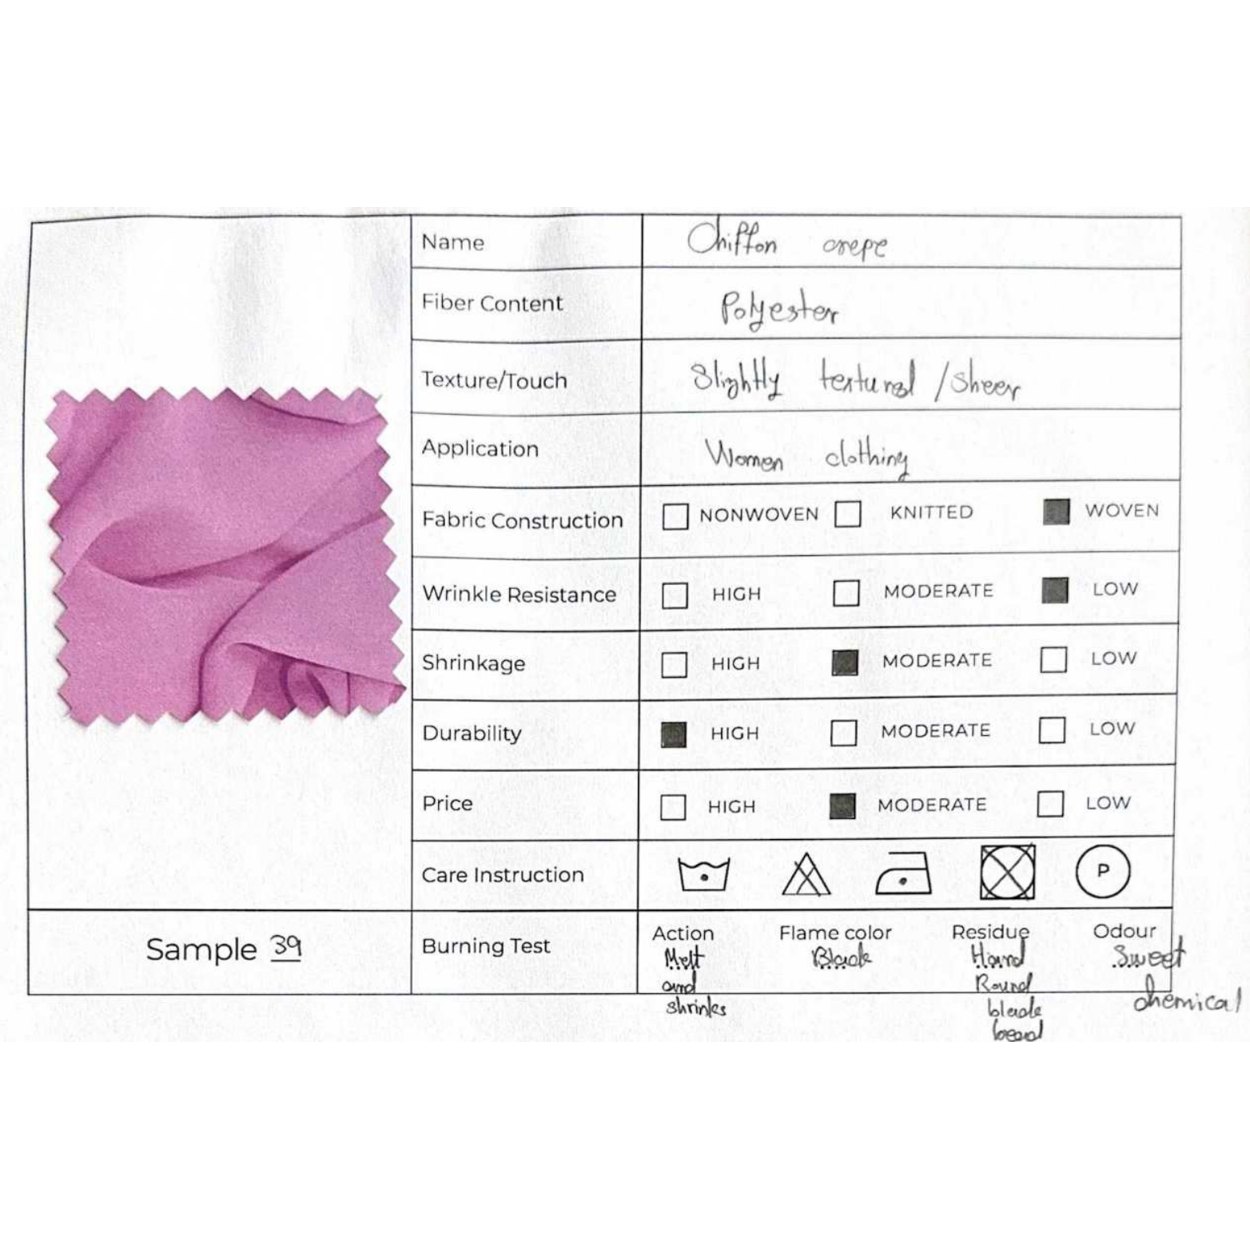 Name Chiffon crepe
Fiber Content Polyester
Texture/Touch Slightly textured / Sheer
Application Women clothing
Fabric Construction NONWOVEN KNITTED WOVEN
Wrinkle Resistance HIGH MODERATE LOW
Shrinkage HIGH MODERATE LOW
Durability HIGH MODERATE LOW
Price HIGH MODERATE LOW
Care Instruction P
Sample 39
Burning Test
Action
Melt
and
shrinks
Flame color
Black
Residue
Hard
Round
black
bead
Odour
Sweet
chemical